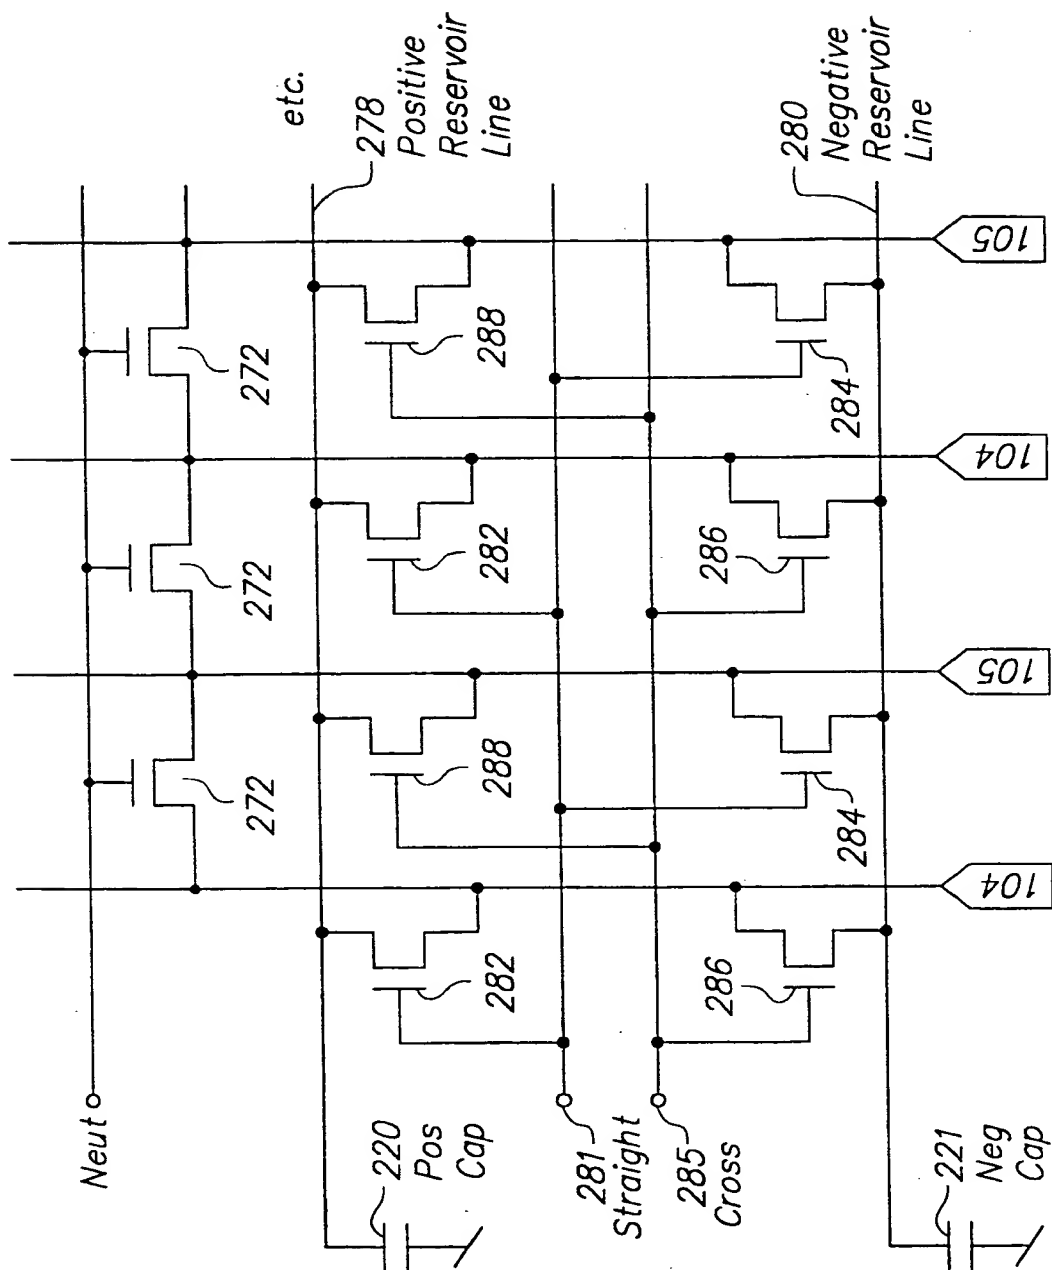 Neut
272
272
272
etc.
278
Positive
Reservoir
Line
220
Pos
Cap
282
288
282
288
281
Straight
285
Cross
286
284
286
284
280
Negative
Reservoir
Line
221
Neg
Cap
104
105
104
105